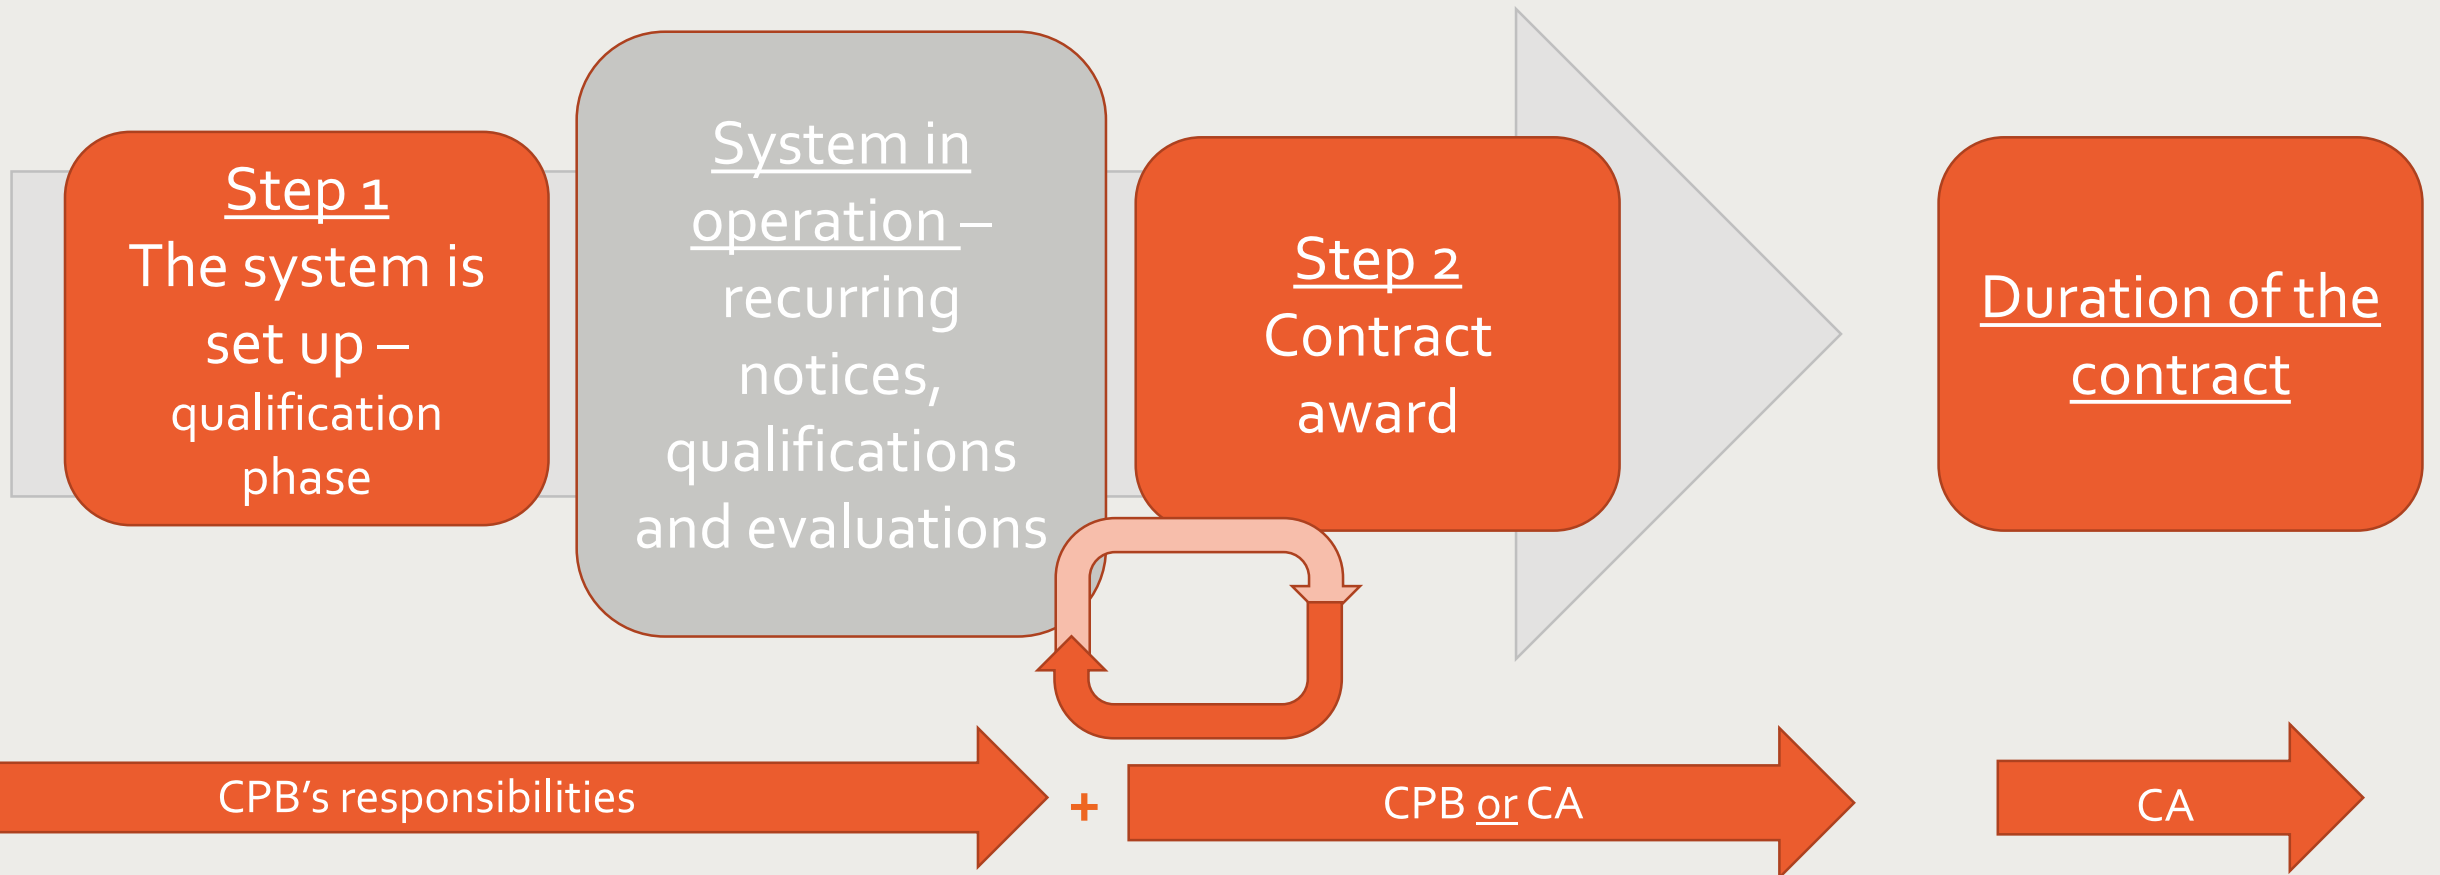 Step 1
The system is
set up –
qualification
phase
System in
operation –
recurring
notices,
qualifications
and evaluations
Step 2
Contract
award
Duration of the
contract
CPB’s responsibilities
+
CPB or CA
CA